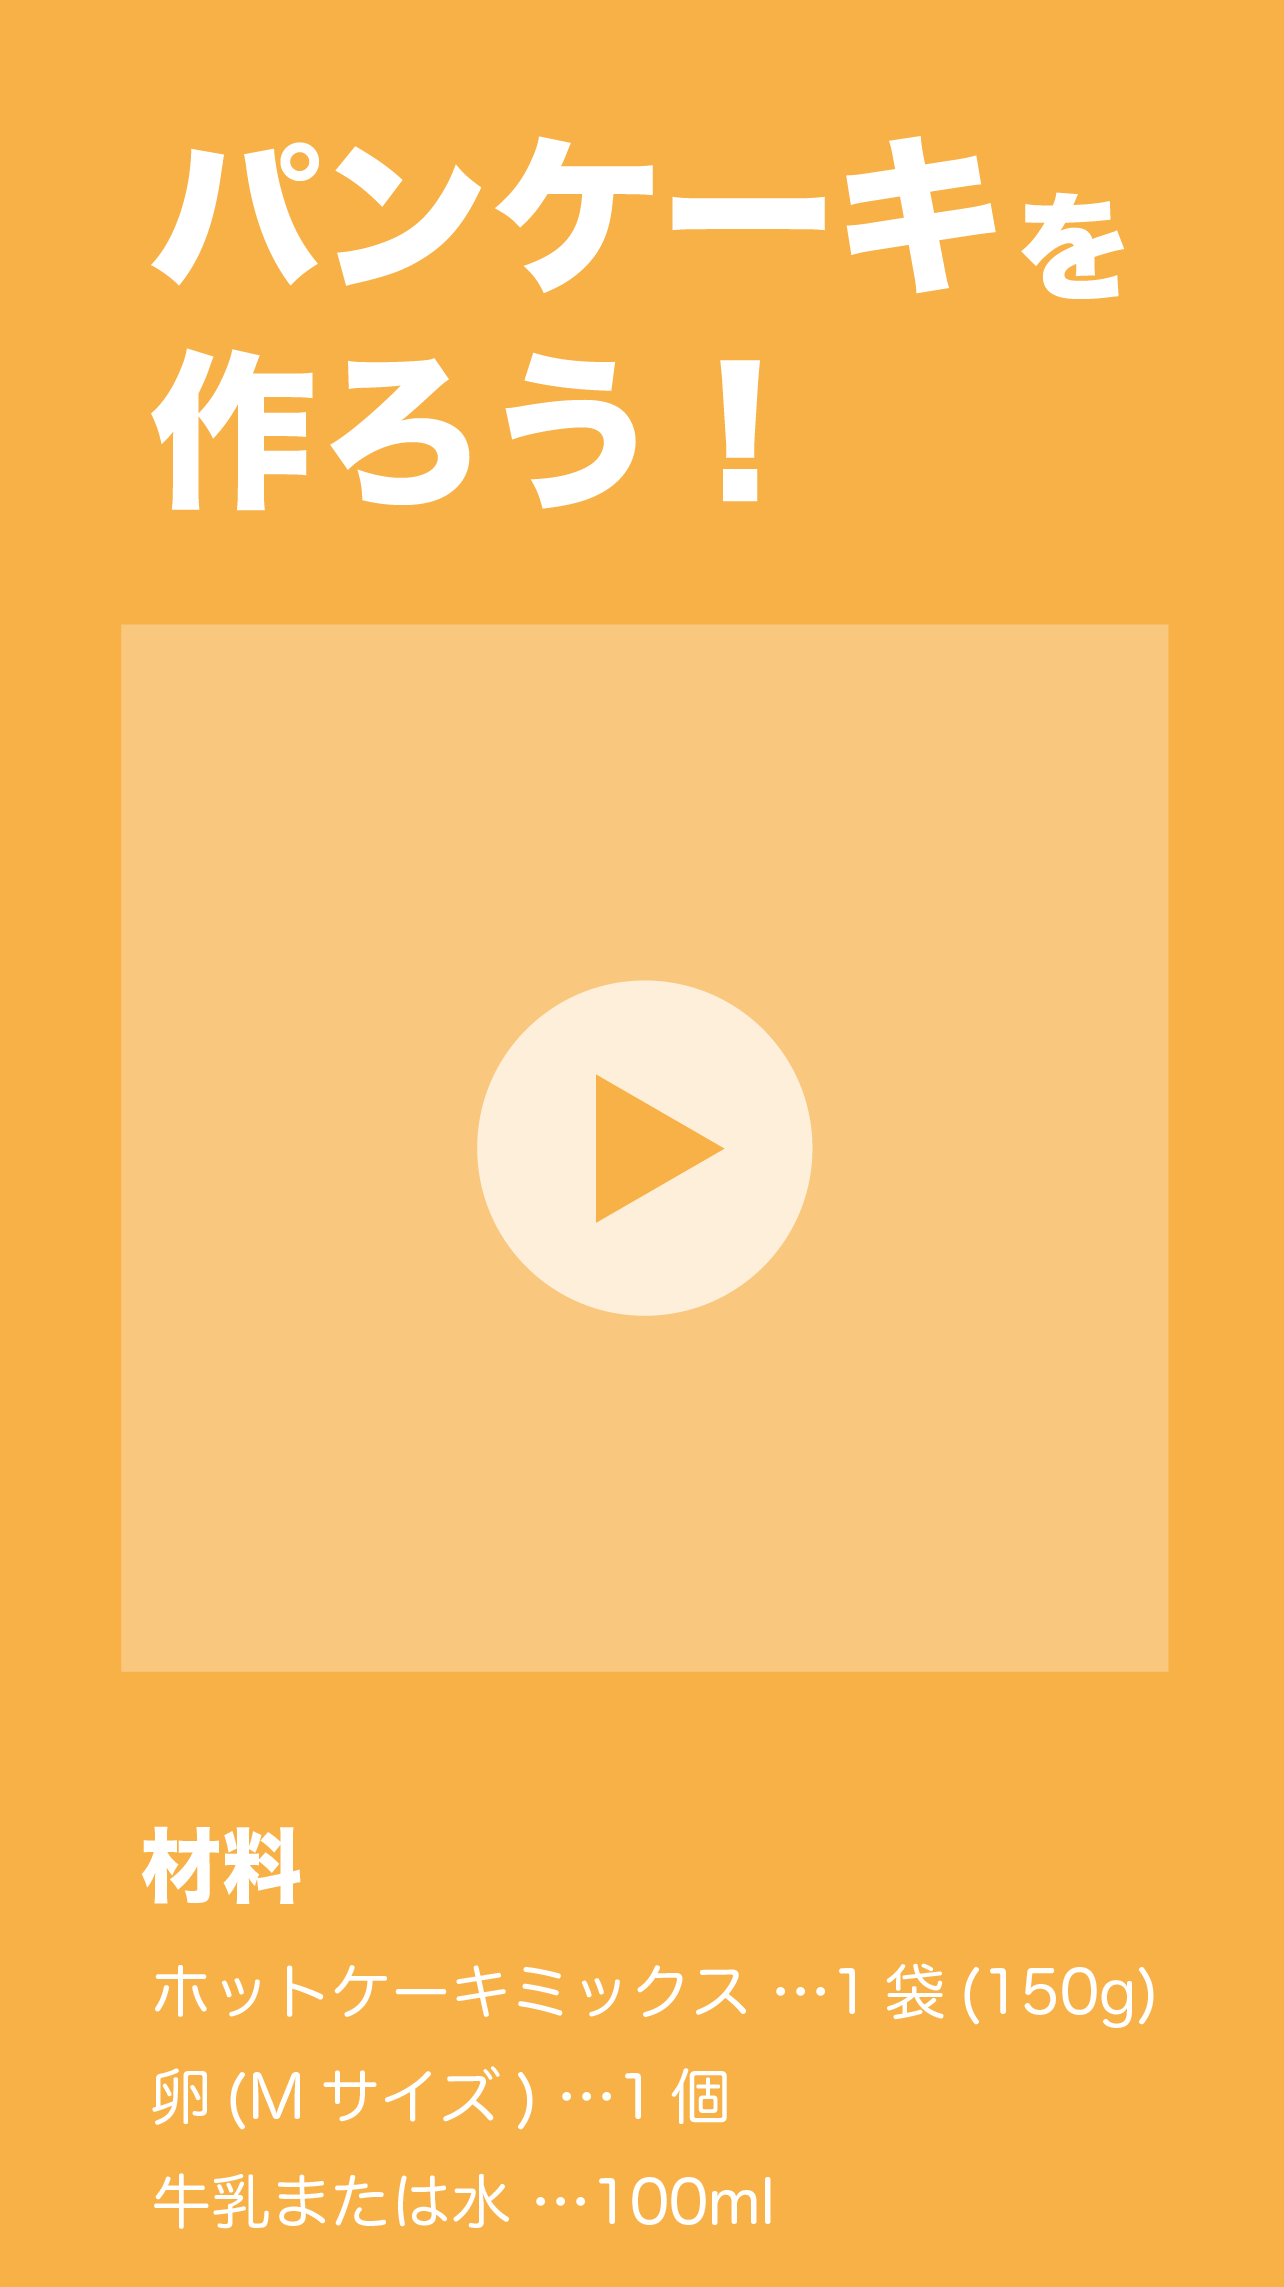 パンケーキを
作ろう！
材料
ホットケーキミックス …1 袋 (150g)
卵 (M サイズ ) …1 個
牛乳または水 …100ml